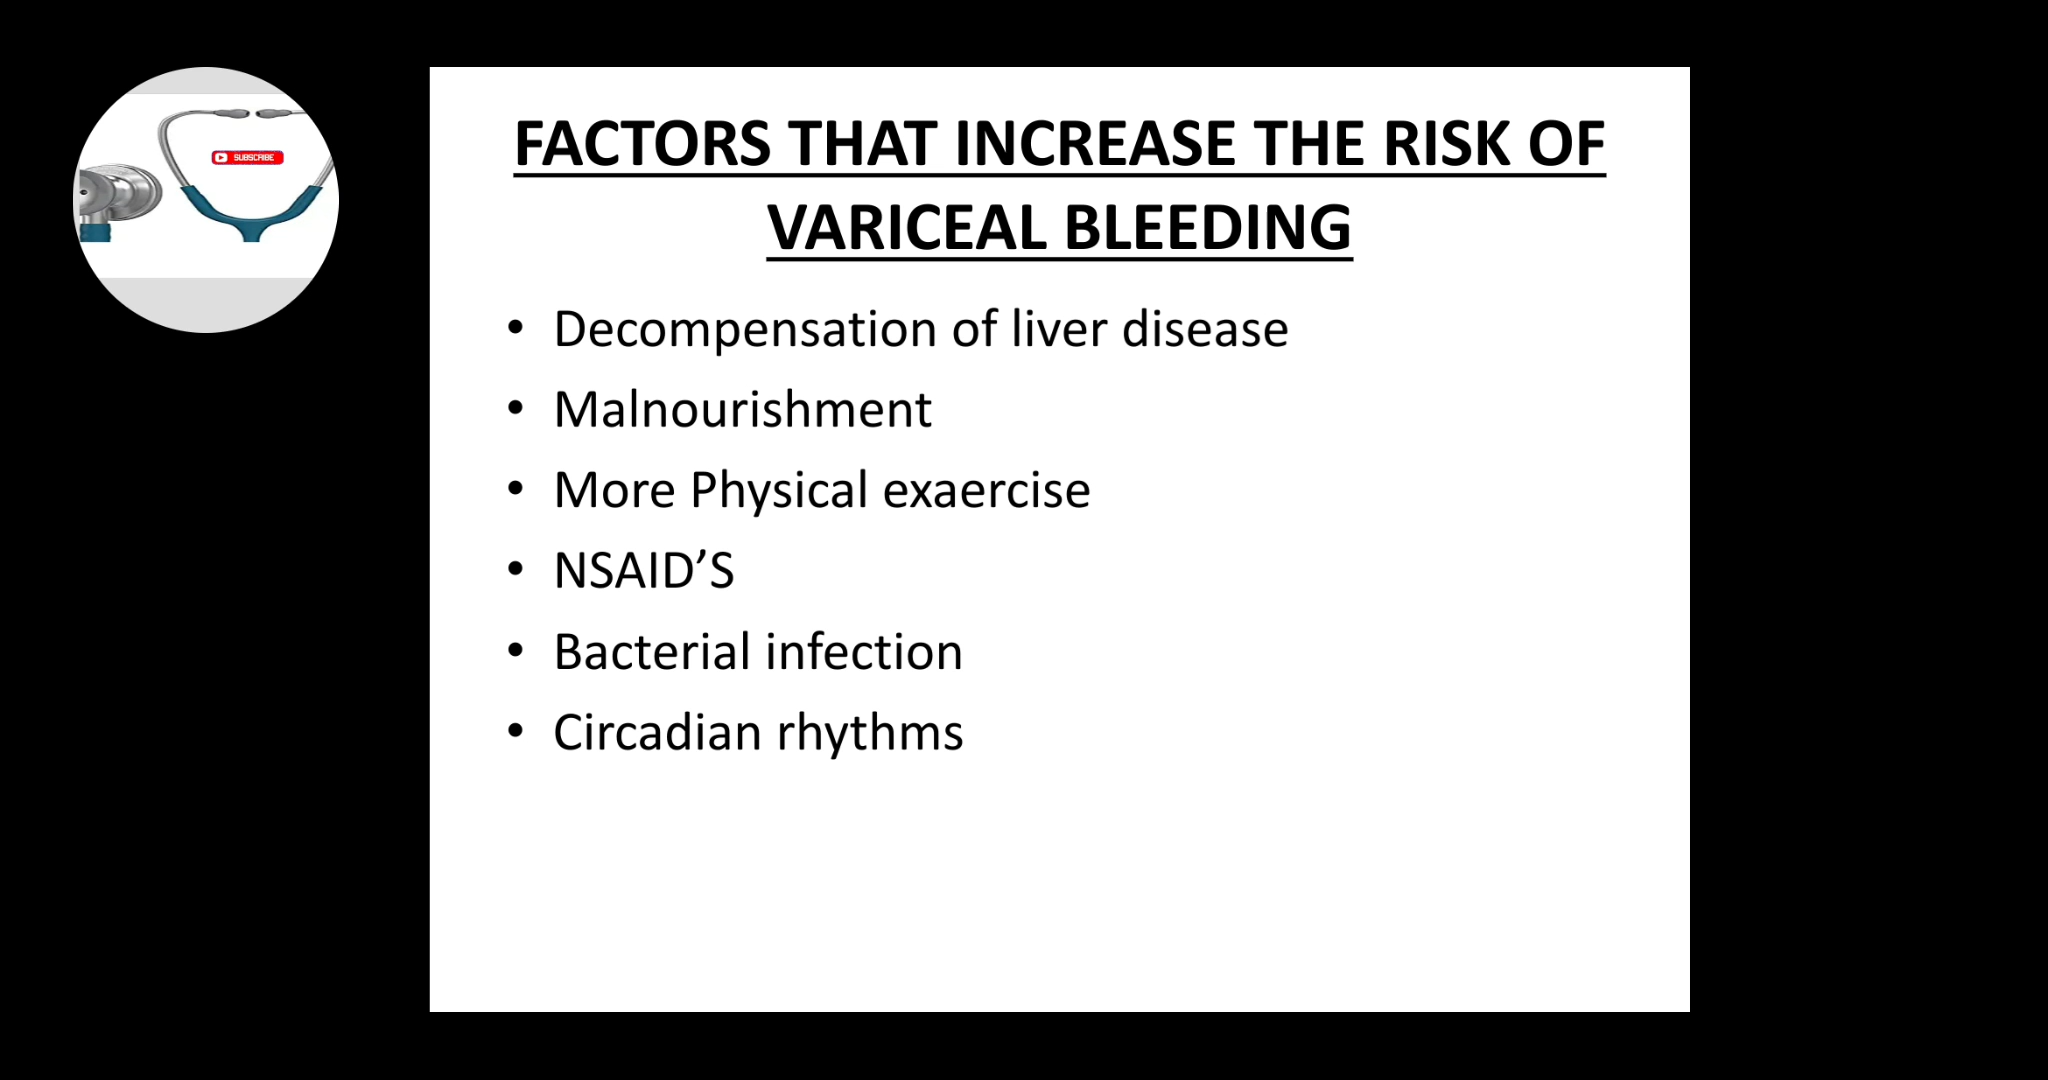 SUBSCRIBE
FACTORS THAT INCREASE THE RISK OF
VARICEAL BLEEDING
• Decompensation of liver disease
• Malnourishment
• More Physical exaercise
• NSAID’S
• Bacterial infection
• Circadian rhythms